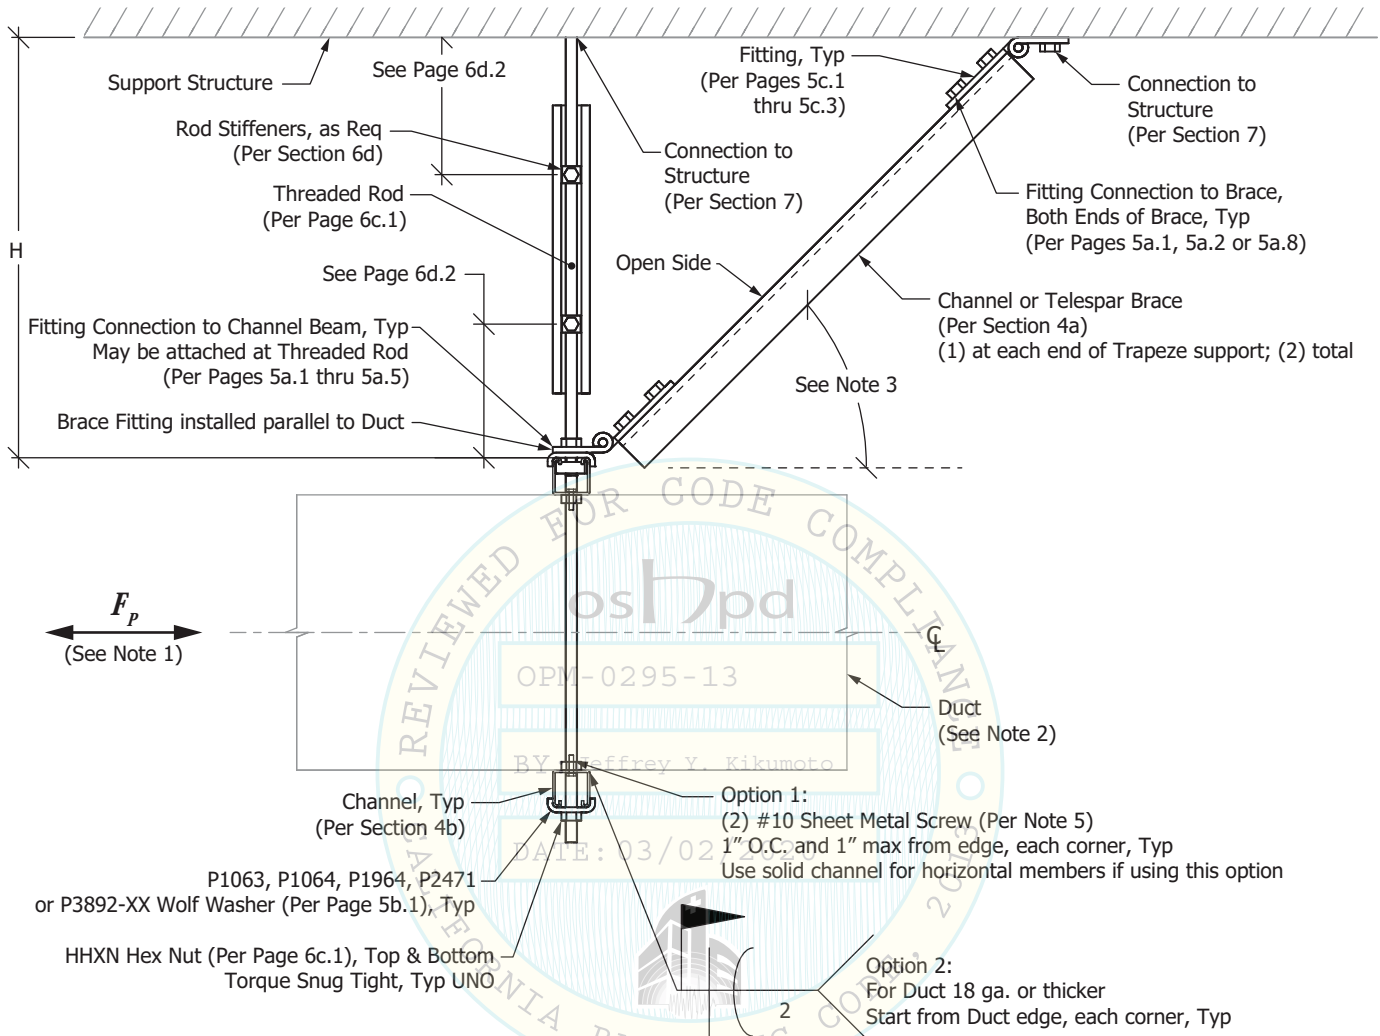 Support Structure
See Page 6d.2
Fitting, Typ
(Per Pages 5c.1
thru 5c.3)
Connection to
Structure
(Per Section 7)
Rod Stiffeners, as Req
(Per Section 6d)
Connection to
Structure
(Per Section 7)
Threaded Rod
(Per Page 6c.1)
Fitting Connection to Brace,
Both Ends of Brace, Typ
(Per Pages 5a.1, 5a.2 or 5a.8)
H
See Page 6d.2
Open Side
Channel or Telespar Brace
(Per Section 4a)
(1) at each end of Trapeze support; (2) total
Fitting Connection to Channel Beam, Typ
May be attached at Threaded Rod
(Per Pages 5a.1 thru 5a.5)
See Note 3
Brace Fitting installed parallel to Duct
REVIEWED FOR CODE COMPLIANCE
oshpd
Fp
(See Note 1)
℄
OPM-0295-13
Duct
(See Note 2)
BY: Jeffrey Y. Kikumoto
Channel, Typ
(Per Section 4b)
Option 1:
(2) #10 Sheet Metal Screw (Per Note 5)
1” O.C. and 1” max from edge, each corner, Typ
Use solid channel for horizontal members if using this option
DATE: 03/02/2020
P1063, P1064, P1964, P2471
or P3892-XX Wolf Washer (Per Page 5b.1), Typ
HHXN Hex Nut (Per Page 6c.1), Top & Bottom
Torque Snug Tight, Typ UNO
2
Option 2:
For Duct 18 ga. or thicker
Start from Duct edge, each corner, Typ
CODE, 2013